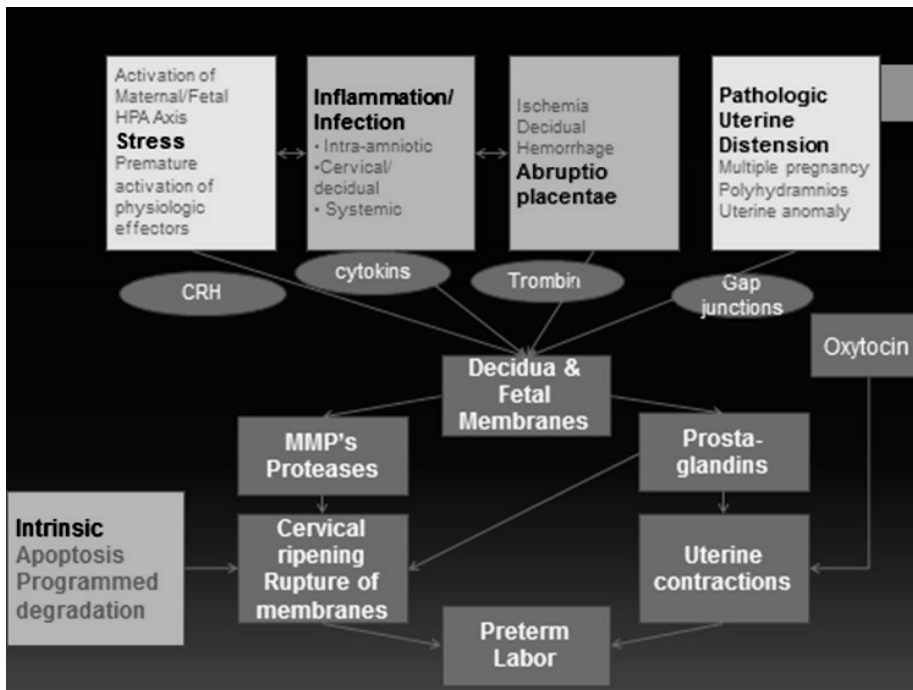 Activation of
Maternal/Fetal
HPA Axis
Stress
Premature
activation of
physiologic
effectors
Inflammation/
Infection
• Intra-amniotic
•Cervical/
decidual
• Systemic
Ischemia
Decidual
Hemorrhage
Abruptio
placentae
Pathologic
Uterine
Distension
Multiple pregnancy
Polyhydramnios
Uterine anomaly
CRH
cytokins
Trombin
Gap
junctions
Oxytocin
Decidua &
Fetal
Membranes
MMP's
Proteases
Prosta-
glandins
Intrinsic
Apoptosis
Programmed
degradation
Cervical
ripening
Rupture of
membranes
Uterine
contractions
Preterm
Labor